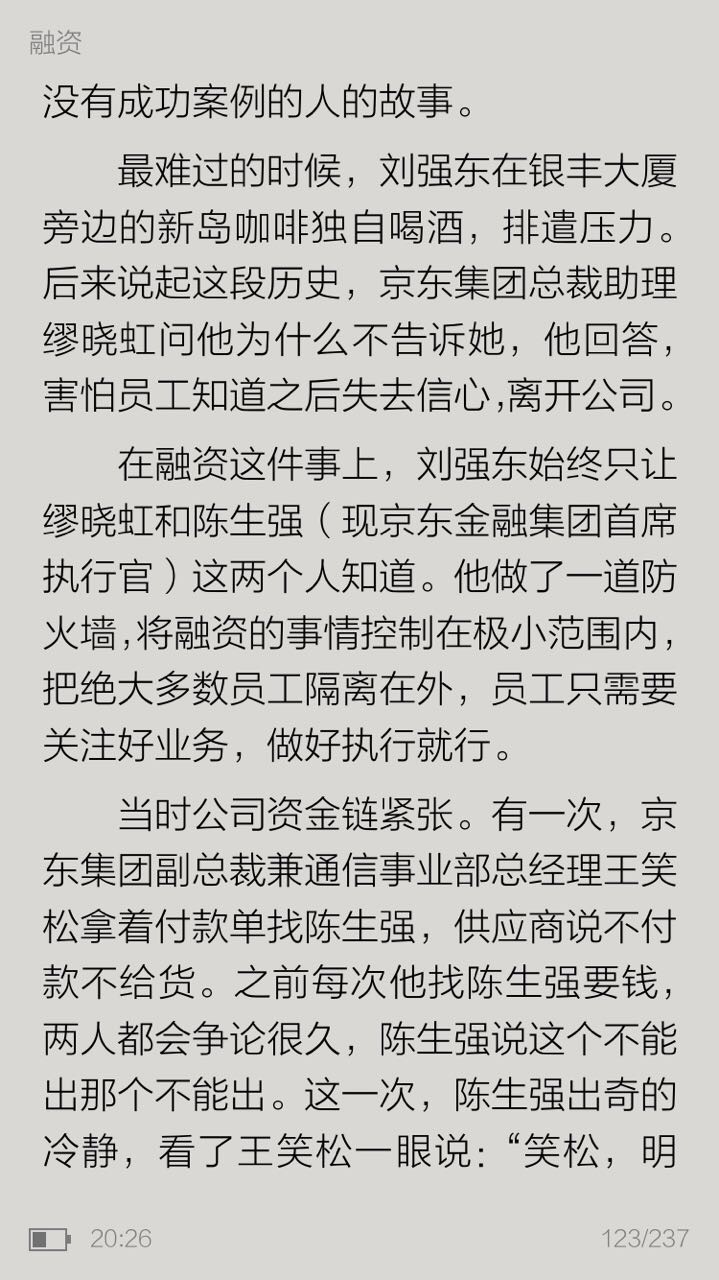 融资
没有成功案例的人的故事。
最难过的时候，刘强东在银丰大厦
旁边的新岛咖啡独自喝酒，排遣压力。
后来说起这段历史，京东集团总裁助理
缪晓虹问他为什么不告诉她，他回答，
害怕员工知道之后失去信心,离开公司。
在融资这件事上，刘强东始终只让
缪晓虹和陈生强（现京东金融集团首席
执行官）这两个人知道。他做了一道防
火墙,将融资的事情控制在极小范围内，
把绝大多数员工隔离在外，员工只需要
关注好业务，做好执行就行。
当时公司资金链紧张。有一次，京
东集团副总裁兼通信事业部总经理王笑
松拿着付款单找陈生强，供应商说不付
款不给货。之前每次他找陈生强要钱，
两人都会争论很久，陈生强说这个不能
出那个不能出。这一次，陈生强出奇的
冷静，看了王笑松一眼说：“笑松，明
20:26
123/237